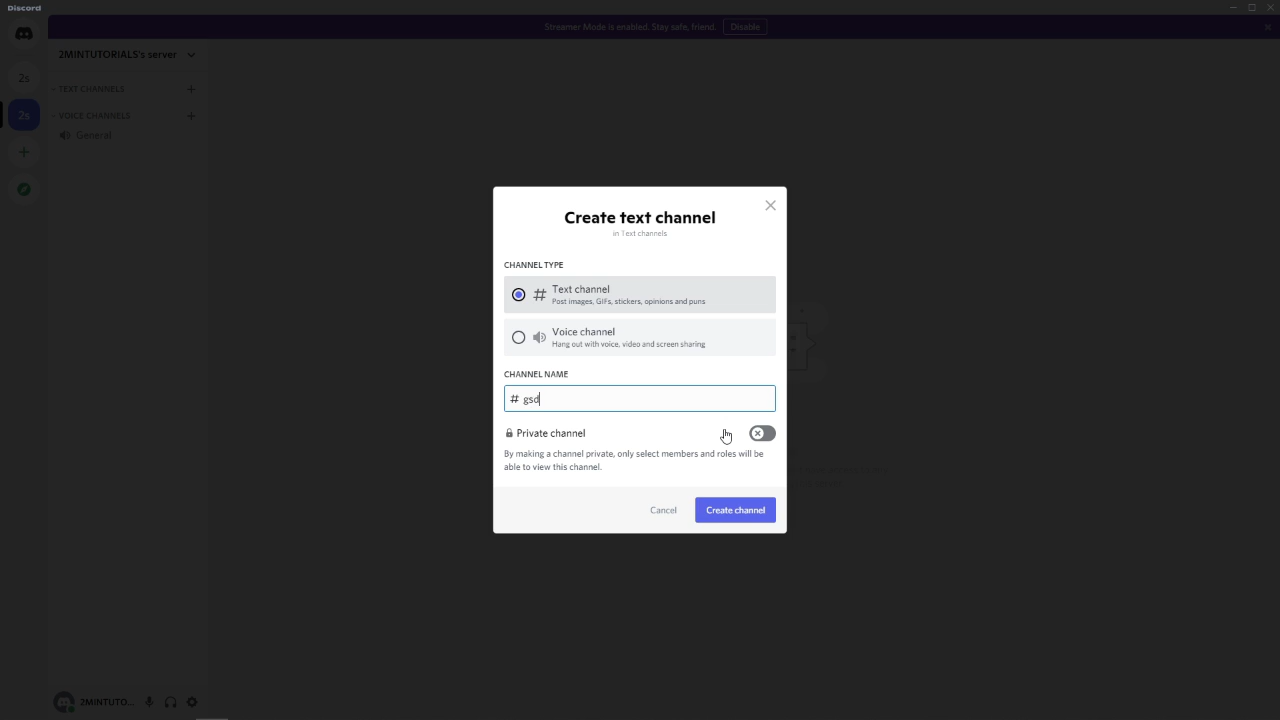 Discord
Streamer Mode is enabled. Stay safe, friend. Disable
2MINTUTORIALS's server
2s
TEXT CHANNELS
2s
VOICE CHANNELS
General
Create text channel
in Text channels
CHANNEL TYPE
Text channel
Post images, GIFs, stickers, opinions and puns
Voice channel
Hang out with voice, video and screen sharing
CHANNEL NAME
# gsd
Private channel
By making a channel private, only select members and roles will be
able to view this channel.
Cancel
Create channel
2MINTUTO...